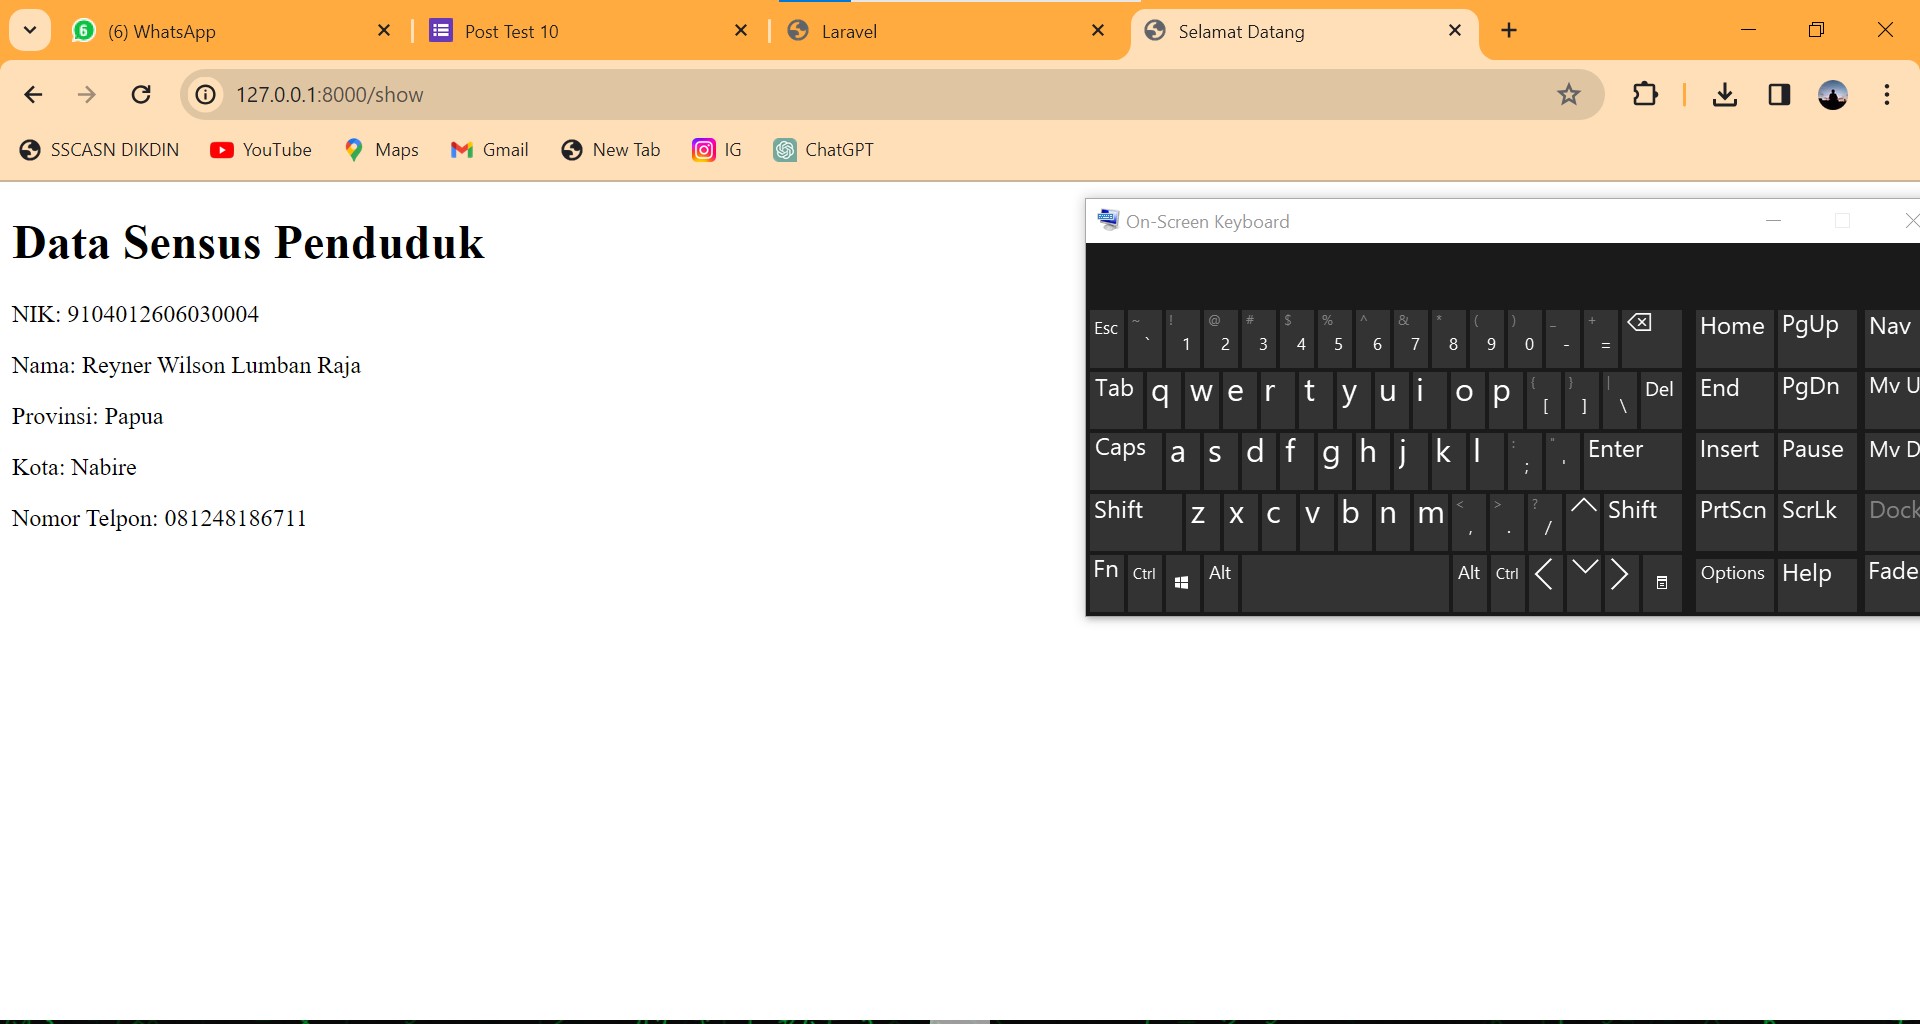 (6) WhatsApp
Post Test 10
Laravel
Selamat Datang
127.0.0.1:8000/show
SSCASN DIKDIN YouTube Maps Gmail New Tab IG ChatGPT
Data Sensus Penduduk
NIK: 9104012606030004
Nama: Reyner Wilson Lumban Raja
Provinsi: Papua
Kota: Nabire
Nomor Telpon: 081248186711
On-Screen Keyboard
Esc ~ ` ! 1 @ 2 # 3 $ 4 % 5 ^ 6 & 7 * 8 ( 9 ) 0 _ - + = Home PgUp Nav
Tab q w e r t y u i o p { [ } ] | \ Del End PgDn Mv U
Caps a s d f g h j k l : ; " ' Enter Insert Pause Mv D
Shift z x c v b n m < , > . ? / Shift PrtScn ScrLk Dock
Fn Ctrl Alt Alt Ctrl Options Help Fade